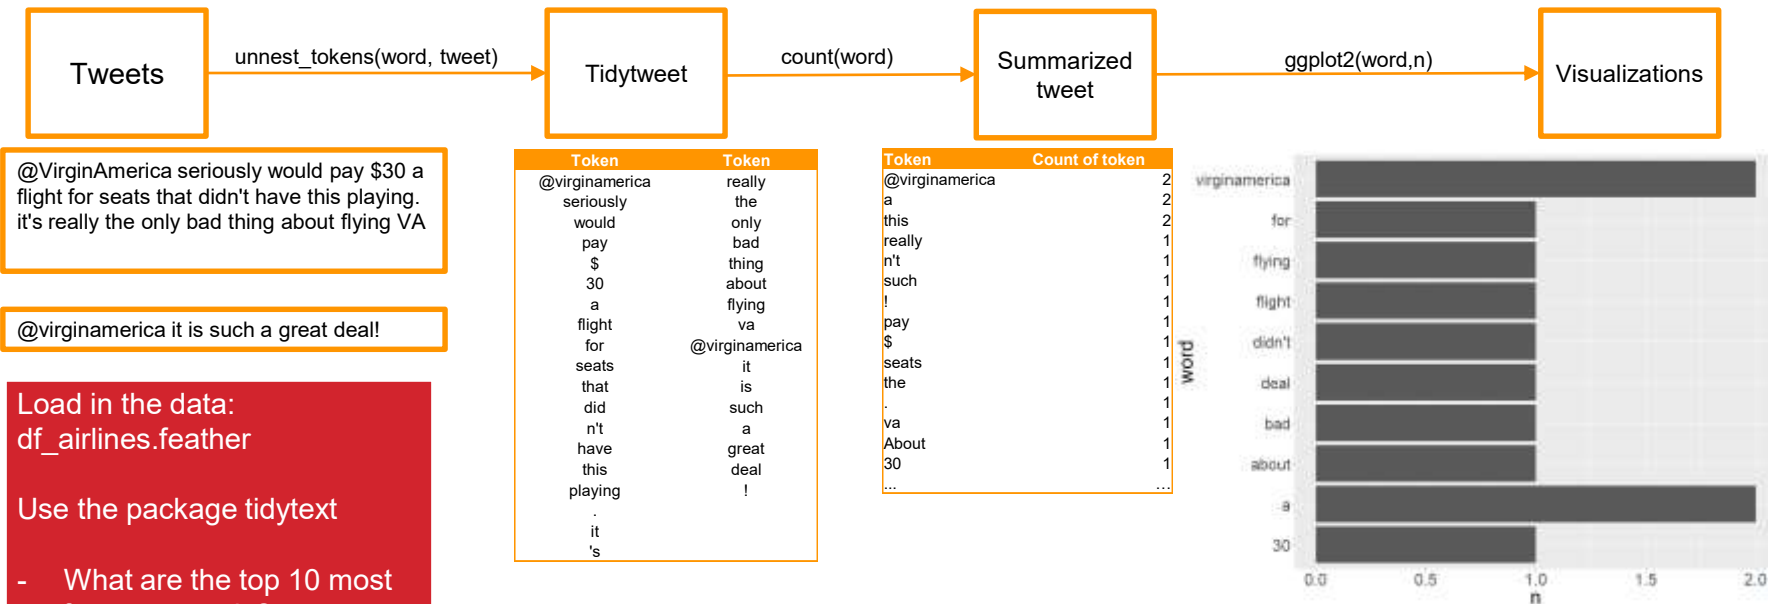 Tweets
unnest_tokens(word, tweet)
Tidytweet
count(word)
Summarized
tweet
ggplot2(word,n)
Visualizations
@VirginAmerica seriously would pay $30 a
flight for seats that didn't have this playing.
it's really the only bad thing about flying VA
@virginamerica it is such a great deal!
Load in the data:
df_airlines.feather
Use the package tidytext
- What are the top 10 most
Token Token
@virginamerica really
seriously the
would only
pay bad
$ thing
30 about
a flying
flight va
for @virginamerica
seats it
that is
did such
n't a
have great
this deal
playing !
.
it
's
Token Count of token
@virginamerica 2
a 2
this 2
really 1
n't 1
such 1
! 1
pay 1
$ 1
seats 1
the 1
. 1
va 1
About 1
30 1
... ...
word
virginamerica
for
flying
flight
didn't
deal
bad
about
a
30
0.0 0.5 1.0 1.5 2.0
n